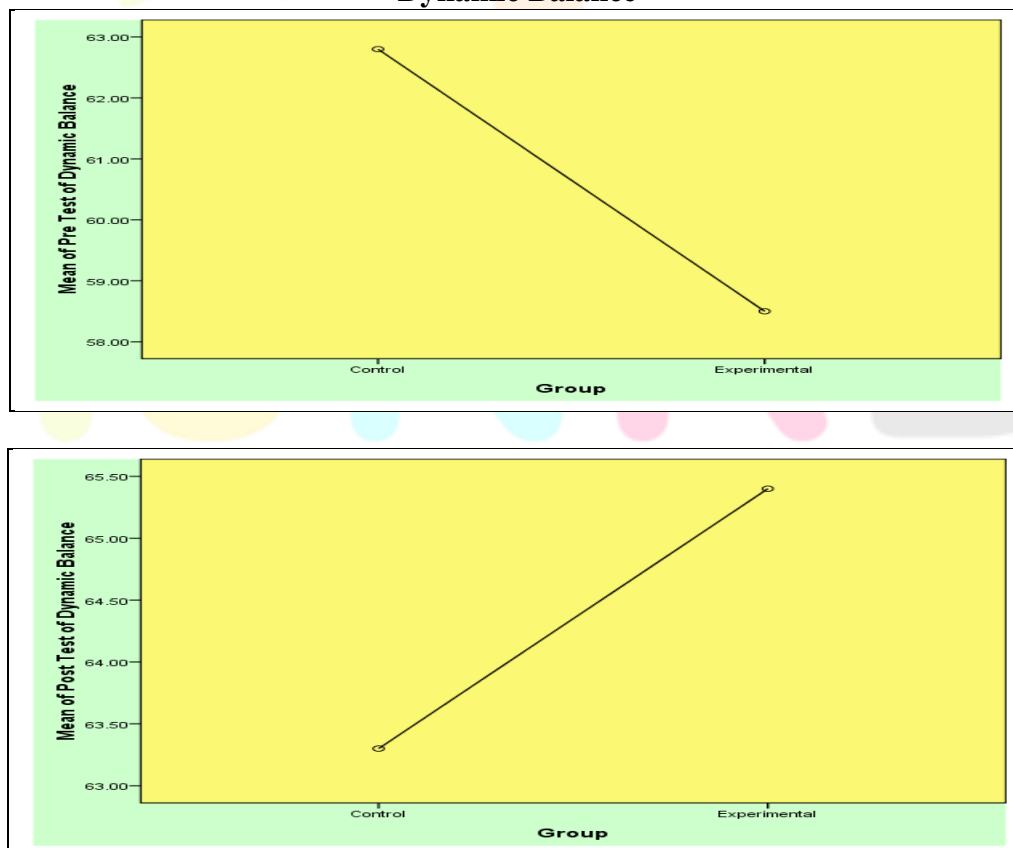 Dynamic Balance
63.00
62.00
61.00
60.00
59.00
58.00
Mean of Pre Test of Dynamic Balance
Control
Experimental
Group
65.50
65.00
64.50
64.00
63.50
63.00
Mean of Post Test of Dynamic Balance
Control
Experimental
Group